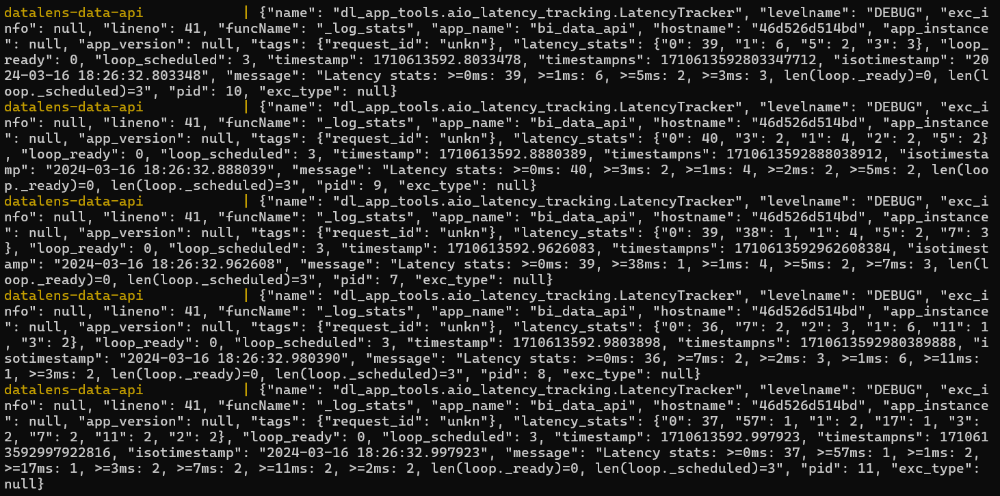 datalens-data-api            | {"name": "dl_app_tools.aio_latency_tracking.LatencyTracker", "levelname": "DEBUG", "exc_i
nfo": null, "lineno": 41, "funcName": "_log_stats", "app_name": "bi_data_api", "hostname": "46d526d514bd", "app_instance
": null, "app_version": null, "tags": {"request_id": "unkn"}, "latency_stats": {"0": 39, "1": 6, "5": 2, "3": 3}, "loop_
ready": 0, "loop_scheduled": 3, "timestamp": 1710613592.8033478, "timestampns": 1710613592803347712, "isotimestamp": "20
24-03-16 18:26:32.803348", "message": "Latency stats: >=0ms: 39, >=1ms: 6, >=5ms: 2, >=3ms: 3, len(loop._ready)=0, len(l
oop._scheduled)=3", "pid": 10, "exc_type": null}
datalens-data-api            | {"name": "dl_app_tools.aio_latency_tracking.LatencyTracker", "levelname": "DEBUG", "exc_i
nfo": null, "lineno": 41, "funcName": "_log_stats", "app_name": "bi_data_api", "hostname": "46d526d514bd", "app_instance
": null, "app_version": null, "tags": {"request_id": "unkn"}, "latency_stats": {"0": 40, "3": 2, "1": 4, "2": 2, "5": 2}
, "loop_ready": 0, "loop_scheduled": 3, "timestamp": 1710613592.8880389, "timestampns": 1710613592888038912, "isotimesta
mp": "2024-03-16 18:26:32.888039", "message": "Latency stats: >=0ms: 40, >=3ms: 2, >=1ms: 4, >=2ms: 2, >=5ms: 2, len(loo
p._ready)=0, len(loop._scheduled)=3", "pid": 9, "exc_type": null}
datalens-data-api            | {"name": "dl_app_tools.aio_latency_tracking.LatencyTracker", "levelname": "DEBUG", "exc_i
nfo": null, "lineno": 41, "funcName": "_log_stats", "app_name": "bi_data_api", "hostname": "46d526d514bd", "app_instance
": null, "app_version": null, "tags": {"request_id": "unkn"}, "latency_stats": {"0": 39, "38": 1, "1": 4, "5": 2, "7": 3
}, "loop_ready": 0, "loop_scheduled": 3, "timestamp": 1710613592.9626083, "timestampns": 1710613592962608384, "isotimest
amp": "2024-03-16 18:26:32.962608", "message": "Latency stats: >=0ms: 39, >=38ms: 1, >=1ms: 4, >=5ms: 2, >=7ms: 3, len(l
oop._ready)=0, len(loop._scheduled)=3", "pid": 7, "exc_type": null}
datalens-data-api            | {"name": "dl_app_tools.aio_latency_tracking.LatencyTracker", "levelname": "DEBUG", "exc_i
nfo": null, "lineno": 41, "funcName": "_log_stats", "app_name": "bi_data_api", "hostname": "46d526d514bd", "app_instance
": null, "app_version": null, "tags": {"request_id": "unkn"}, "latency_stats": {"0": 36, "7": 2, "2": 3, "1": 6, "11": 1
, "3": 2}, "loop_ready": 0, "loop_scheduled": 3, "timestamp": 1710613592.9803898, "timestampns": 1710613592980389888, "i
sotimestamp": "2024-03-16 18:26:32.980390", "message": "Latency stats: >=0ms: 36, >=7ms: 2, >=2ms: 3, >=1ms: 6, >=11ms: 
1, >=3ms: 2, len(loop._ready)=0, len(loop._scheduled)=3", "pid": 8, "exc_type": null}
datalens-data-api            | {"name": "dl_app_tools.aio_latency_tracking.LatencyTracker", "levelname": "DEBUG", "exc_i
nfo": null, "lineno": 41, "funcName": "_log_stats", "app_name": "bi_data_api", "hostname": "46d526d514bd", "app_instance
": null, "app_version": null, "tags": {"request_id": "unkn"}, "latency_stats": {"0": 37, "57": 1, "1": 2, "17": 1, "3": 
2, "7": 2, "11": 2, "2": 2}, "loop_ready": 0, "loop_scheduled": 3, "timestamp": 1710613592.997923, "timestampns": 171061
3592997922816, "isotimestamp": "2024-03-16 18:26:32.997923", "message": "Latency stats: >=0ms: 37, >=57ms: 1, >=1ms: 2, 
>=17ms: 1, >=3ms: 2, >=7ms: 2, >=11ms: 2, >=2ms: 2, len(loop._ready)=0, len(loop._scheduled)=3", "pid": 11, "exc_type": 
null}